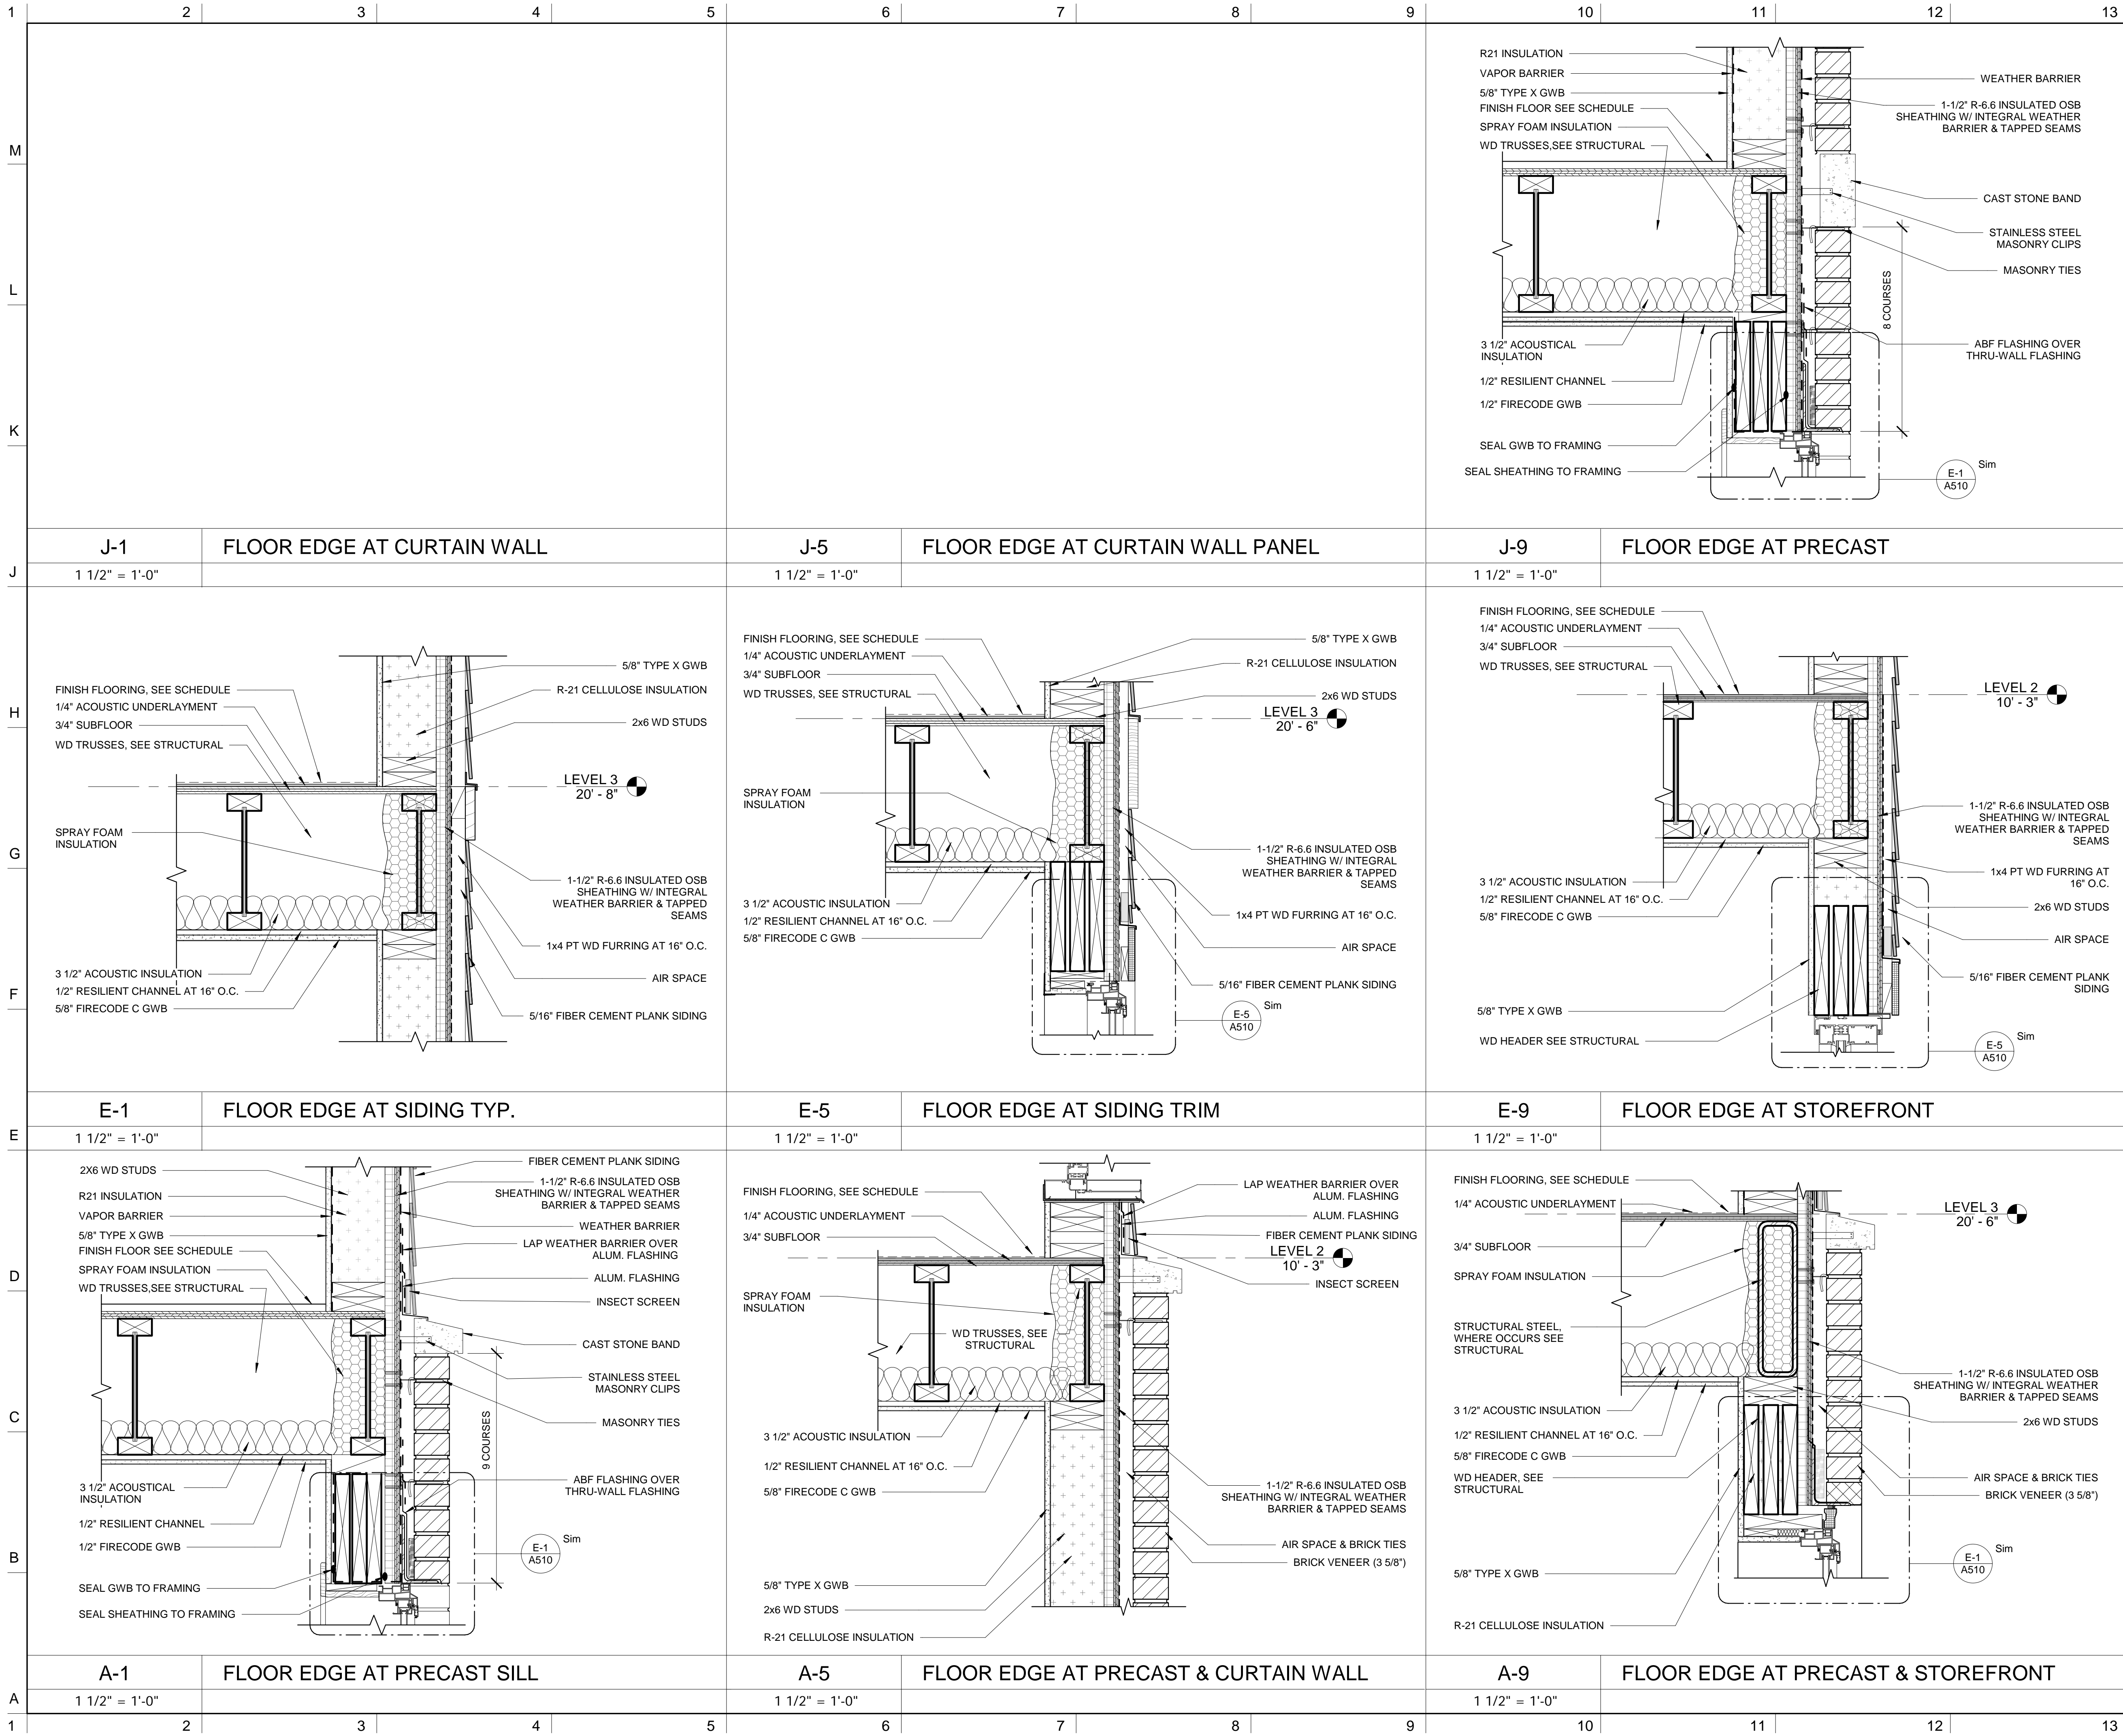 1 2 3 4 5 6 7 8 9 10 11 12 13
M
L
K
J
H
G
F
E
D
C
B
A
R21 INSULATION
VAPOR BARRIER
5/8" TYPE X GWB
FINISH FLOOR SEE SCHEDULE
SPRAY FOAM INSULATION
WD TRUSSES,SEE STRUCTURAL
3 1/2" ACOUSTICAL
INSULATION
1/2" RESILIENT CHANNEL
1/2" FIRECODE GWB
SEAL GWB TO FRAMING
SEAL SHEATHING TO FRAMING
WEATHER BARRIER
1-1/2" R-6.6 INSULATED OSB
SHEATHING W/ INTEGRAL WEATHER
BARRIER & TAPPED SEAMS
CAST STONE BAND
STAINLESS STEEL
MASONRY CLIPS
MASONRY TIES
8 COURSES
ABF FLASHING OVER
THRU-WALL FLASHING
E-1
A510
Sim
J-1 FLOOR EDGE AT CURTAIN WALL
1 1/2" = 1'-0"
J-5 FLOOR EDGE AT CURTAIN WALL PANEL
1 1/2" = 1'-0"
J-9 FLOOR EDGE AT PRECAST
1 1/2" = 1'-0"
FINISH FLOORING, SEE SCHEDULE
1/4" ACOUSTIC UNDERLAYMENT
3/4" SUBFLOOR
WD TRUSSES, SEE STRUCTURAL
SPRAY FOAM
INSULATION
3 1/2" ACOUSTIC INSULATION
1/2" RESILIENT CHANNEL AT 16" O.C.
5/8" FIRECODE C GWB
5/8" TYPE X GWB
R-21 CELLULOSE INSULATION
2x6 WD STUDS
LEVEL 3
20' - 8"
1-1/2" R-6.6 INSULATED OSB
SHEATHING W/ INTEGRAL
WEATHER BARRIER & TAPPED
SEAMS
1x4 PT WD FURRING AT 16" O.C.
AIR SPACE
5/16" FIBER CEMENT PLANK SIDING
FINISH FLOORING, SEE SCHEDULE
1/4" ACOUSTIC UNDERLAYMENT
3/4" SUBFLOOR
WD TRUSSES, SEE STRUCTURAL
SPRAY FOAM
INSULATION
3 1/2" ACOUSTIC INSULATION
1/2" RESILIENT CHANNEL AT 16" O.C.
5/8" FIRECODE C GWB
5/8" TYPE X GWB
R-21 CELLULOSE INSULATION
2x6 WD STUDS
LEVEL 3
20' - 6"
1-1/2" R-6.6 INSULATED OSB
SHEATHING W/ INTEGRAL
WEATHER BARRIER & TAPPED
SEAMS
1x4 PT WD FURRING AT 16" O.C.
AIR SPACE
5/16" FIBER CEMENT PLANK SIDING
E-5
A510
Sim
FINISH FLOORING, SEE SCHEDULE
1/4" ACOUSTIC UNDERLAYMENT
3/4" SUBFLOOR
WD TRUSSES, SEE STRUCTURAL
3 1/2" ACOUSTIC INSULATION
1/2" RESILIENT CHANNEL AT 16" O.C.
5/8" FIRECODE C GWB
5/8" TYPE X GWB
WD HEADER SEE STRUCTURAL
LEVEL 2
10' - 3"
1-1/2" R-6.6 INSULATED OSB
SHEATHING W/ INTEGRAL
WEATHER BARRIER & TAPPED
SEAMS
1x4 PT WD FURRING AT
16" O.C.
2x6 WD STUDS
AIR SPACE
5/16" FIBER CEMENT PLANK
SIDING
E-5
A510
Sim
E-1 FLOOR EDGE AT SIDING TYP.
1 1/2" = 1'-0"
E-5 FLOOR EDGE AT SIDING TRIM
1 1/2" = 1'-0"
E-9 FLOOR EDGE AT STOREFRONT
1 1/2" = 1'-0"
2X6 WD STUDS
R21 INSULATION
VAPOR BARRIER
5/8" TYPE X GWB
FINISH FLOOR SEE SCHEDULE
SPRAY FOAM INSULATION
WD TRUSSES,SEE STRUCTURAL
3 1/2" ACOUSTICAL
INSULATION
1/2" RESILIENT CHANNEL
1/2" FIRECODE GWB
SEAL GWB TO FRAMING
SEAL SHEATHING TO FRAMING
FIBER CEMENT PLANK SIDING
1-1/2" R-6.6 INSULATED OSB
SHEATHING W/ INTEGRAL WEATHER
BARRIER & TAPPED SEAMS
WEATHER BARRIER
LAP WEATHER BARRIER OVER
ALUM. FLASHING
ALUM. FLASHING
INSECT SCREEN
CAST STONE BAND
STAINLESS STEEL
MASONRY CLIPS
MASONRY TIES
9 COURSES
ABF FLASHING OVER
THRU-WALL FLASHING
E-1
A510
Sim
FINISH FLOORING, SEE SCHEDULE
1/4" ACOUSTIC UNDERLAYMENT
3/4" SUBFLOOR
SPRAY FOAM
INSULATION
WD TRUSSES, SEE
STRUCTURAL
3 1/2" ACOUSTIC INSULATION
1/2" RESILIENT CHANNEL AT 16" O.C.
5/8" FIRECODE C GWB
5/8" TYPE X GWB
2x6 WD STUDS
R-21 CELLULOSE INSULATION
LAP WEATHER BARRIER OVER
ALUM. FLASHING
ALUM. FLASHING
FIBER CEMENT PLANK SIDING
LEVEL 2
10' - 3"
INSECT SCREEN
1-1/2" R-6.6 INSULATED OSB
SHEATHING W/ INTEGRAL WEATHER
BARRIER & TAPPED SEAMS
AIR SPACE & BRICK TIES
BRICK VENEER (3 5/8")
FINISH FLOORING, SEE SCHEDULE
1/4" ACOUSTIC UNDERLAYMENT
3/4" SUBFLOOR
SPRAY FOAM INSULATION
STRUCTURAL STEEL,
WHERE OCCURS SEE
STRUCTURAL
3 1/2" ACOUSTIC INSULATION
1/2" RESILIENT CHANNEL AT 16" O.C.
5/8" FIRECODE C GWB
WD HEADER, SEE
STRUCTURAL
5/8" TYPE X GWB
R-21 CELLULOSE INSULATION
LEVEL 3
20' - 6"
1-1/2" R-6.6 INSULATED OSB
SHEATHING W/ INTEGRAL WEATHER
BARRIER & TAPPED SEAMS
2x6 WD STUDS
AIR SPACE & BRICK TIES
BRICK VENEER (3 5/8")
E-1
A510
Sim
A-1 FLOOR EDGE AT PRECAST SILL
1 1/2" = 1'-0"
A-5 FLOOR EDGE AT PRECAST & CURTAIN WALL
1 1/2" = 1'-0"
A-9 FLOOR EDGE AT PRECAST & STOREFRONT
1 1/2" = 1'-0"
1 2 3 4 5 6 7 8 9 10 11 12 13